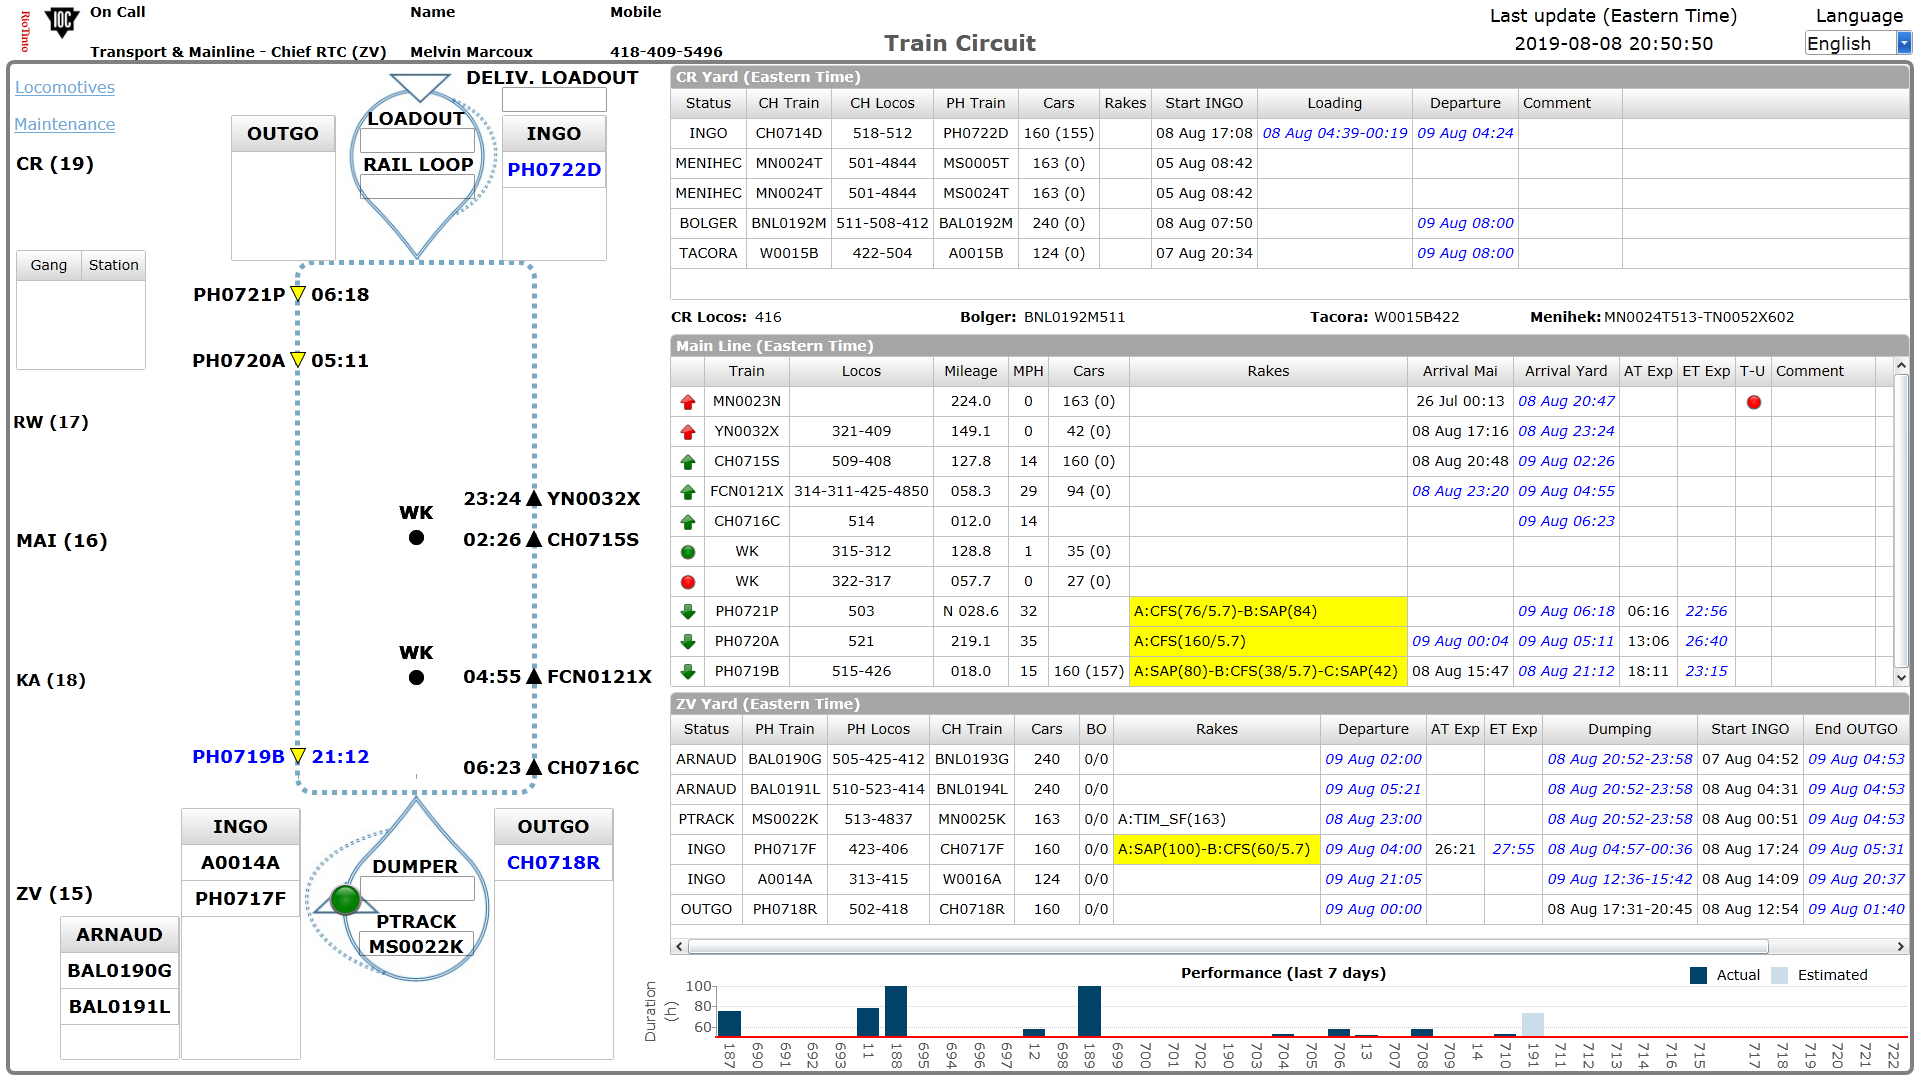 RioTinto
IOC
On Call Name Mobile
Transport & Mainline - Chief RTC (ZV) Melvin Marcoux 418-409-5496
Train Circuit
Last update (Eastern Time)
2019-08-08 20:50:50
Language
English
Locomotives
Maintenance
CR (19)
RW (17)
MAI (16)
KA (18)
ZV (15)
Gang Station
DELIV. LOADOUT
OUTGO
LOADOUT
RAIL LOOP
INGO
PH0722D
PH0721P 06:18
PH0720A 05:11
23:24 YN0032X
WK
02:26 CH0715S
WK
04:55 FCN0121X
PH0719B 21:12
06:23 CH0716C
INGO
A0014A
PH0717F
DUMPER
PTRACK
MS0022K
OUTGO
CH0718R
ARNAUD
BAL0190G
BAL0191L
CR Yard (Eastern Time)
Status CH Train CH Locos PH Train Cars Rakes Start INGO Loading Departure Comment
INGO CH0714D 518-512 PH0722D 160 (155) 08 Aug 17:08 08 Aug 04:39-00:19 09 Aug 04:24
MENIHEC MN0024T 501-4844 MS0005T 163 (0) 05 Aug 08:42
MENIHEC MN0024T 501-4844 MS0024T 163 (0) 05 Aug 08:42
BOLGER BNL0192M 511-508-412 BAL0192M 240 (0) 08 Aug 07:50 09 Aug 08:00
TACORA W0015B 422-504 A0015B 124 (0) 07 Aug 20:34 09 Aug 08:00
CR Locos: 416 Bolger: BNL0192M511 Tacora: W0015B422 Menihek: MN0024T513-TN0052X602
Main Line (Eastern Time)
Train Locos Mileage MPH Cars Rakes Arrival Mai Arrival Yard AT Exp ET Exp T-U Comment
MN0023N 224.0 0 163 (0) 26 Jul 00:13 08 Aug 20:47
YN0032X 321-409 149.1 0 42 (0) 08 Aug 17:16 08 Aug 23:24
CH0715S 509-408 127.8 14 160 (0) 08 Aug 20:48 09 Aug 02:26
FCN0121X 314-311-425-4850 058.3 29 94 (0) 08 Aug 23:20 09 Aug 04:55
CH0716C 514 012.0 14 09 Aug 06:23
WK 315-312 128.8 1 35 (0)
WK 322-317 057.7 0 27 (0)
PH0721P 503 N 028.6 32 A:CFS(76/5.7)-B:SAP(84) 09 Aug 06:18 06:16 22:56
PH0720A 521 219.1 35 A:CFS(160/5.7) 09 Aug 00:04 09 Aug 05:11 13:06 26:40
PH0719B 515-426 018.0 15 160 (157) A:SAP(80)-B:CFS(38/5.7)-C:SAP(42) 08 Aug 15:47 08 Aug 21:12 18:11 23:15
ZV Yard (Eastern Time)
Status PH Train PH Locos CH Train Cars BO Rakes Departure AT Exp ET Exp Dumping Start INGO End OUTGO
ARNAUD BAL0190G 505-425-412 BNL0193G 240 0/0 09 Aug 02:00 08 Aug 20:52-23:58 07 Aug 04:52 09 Aug 04:53
ARNAUD BAL0191L 510-523-414 BNL0194L 240 0/0 09 Aug 05:21 08 Aug 20:52-23:58 08 Aug 04:31 09 Aug 04:53
PTRACK MS0022K 513-4837 MN0025K 163 0/0 A:TIM_SF(163) 08 Aug 23:00 08 Aug 20:52-23:58 08 Aug 00:51 09 Aug 04:53
INGO PH0717F 423-406 CH0717F 160 0/0 A:SAP(100)-B:CFS(60/5.7) 09 Aug 04:00 26:21 27:55 08 Aug 04:57-00:36 08 Aug 17:24 09 Aug 05:31
INGO A0014A 313-415 W0016A 124 0/0 09 Aug 21:05 09 Aug 12:36-15:42 08 Aug 14:09 09 Aug 20:37
OUTGO PH0718R 502-418 CH0718R 160 0/0 09 Aug 00:00 08 Aug 17:31-20:45 08 Aug 12:54 09 Aug 01:40
Performance (last 7 days)
Actual Estimated
Duration (h)
100
80
60
187 690 691 692 693 11 188 695 694 696 697 12 698 189 699 700 701 702 190 703 704 705 706 13 707 708 709 14 710 191 711 712 713 714 716 715 717 718 719 720 721 722